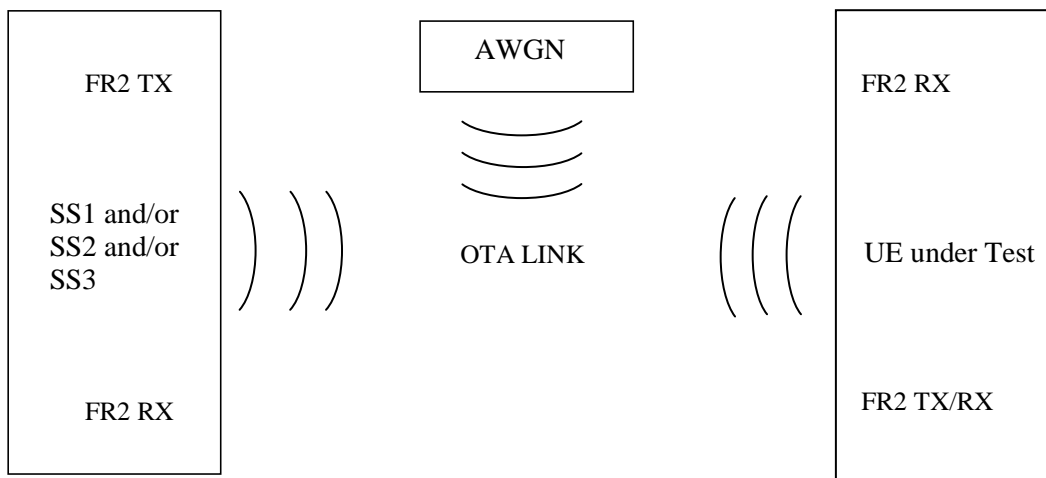 FR2 TX
SS1 and/or
SS2 and/or
SS3
FR2 RX
AWGN
OTA LINK
FR2 RX
UE under Test
FR2 TX/RX